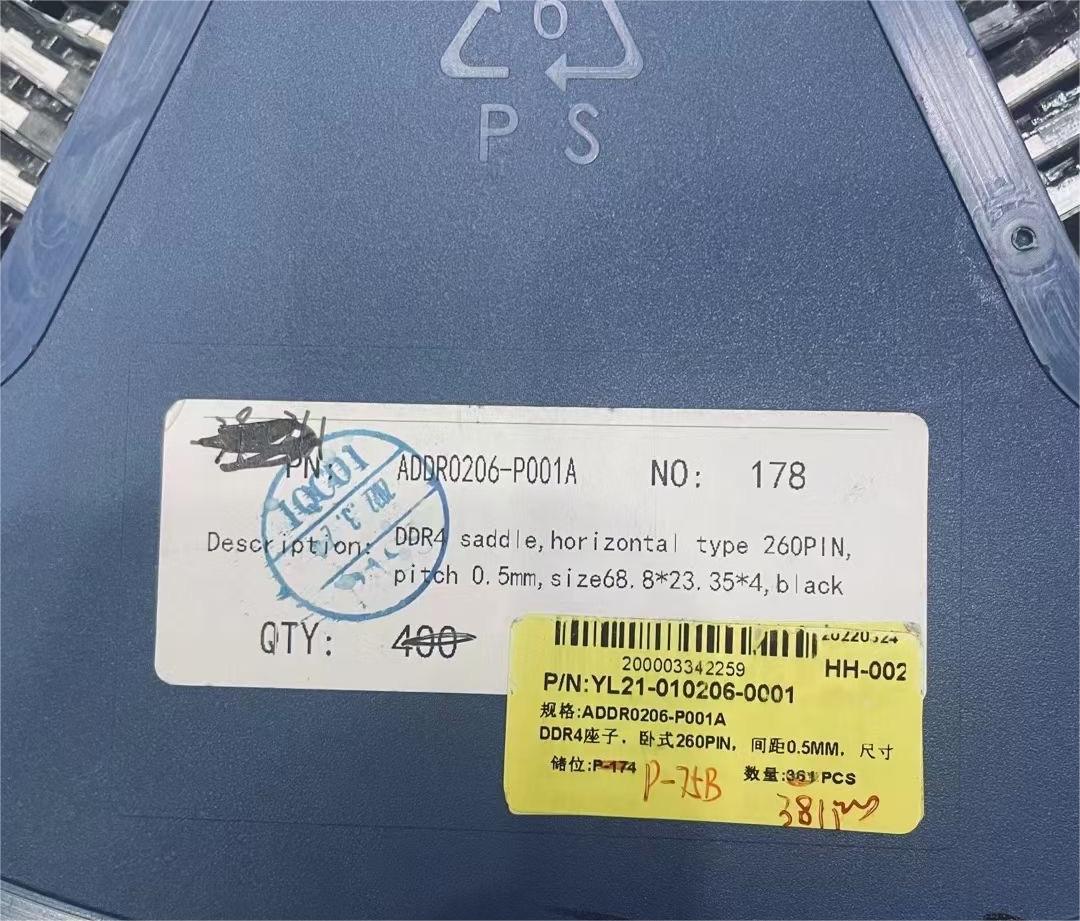 PS
PN: ADDR0206-P001A NO: 178
IQC01
Description: DDR4 saddle,horizontal type 260PIN,
pitch 0.5mm,size68.8*23.35*4,black
QTY: 400
20220324
200003342259 HH-002
P/N:YL21-010206-0001
规格:ADDR0206-P001A
DDR4座子，卧式260PIN，间距0.5MM，尺寸
储位:P-174 P-75B 数量:361 PCS
381